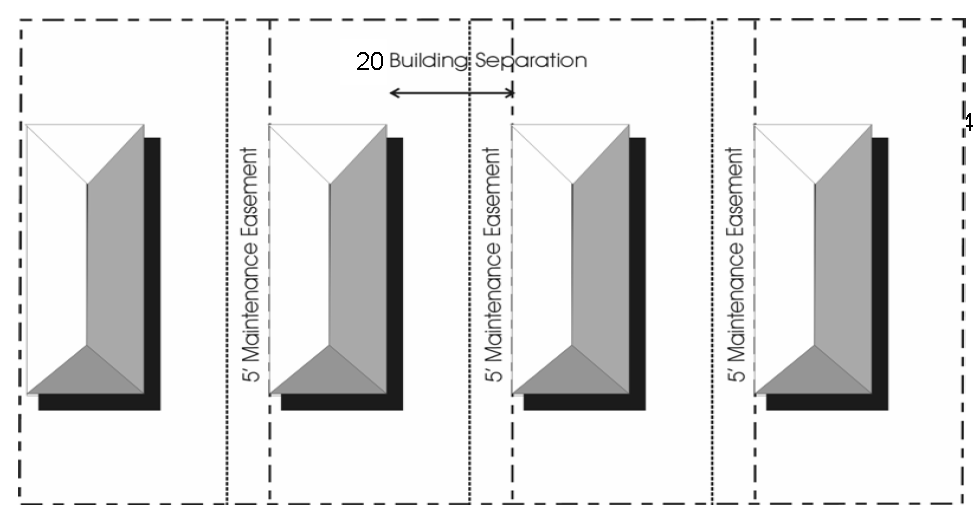 20 Building Separation
5' Maintenance Easement
5' Maintenance Easement
5' Maintenance Easement